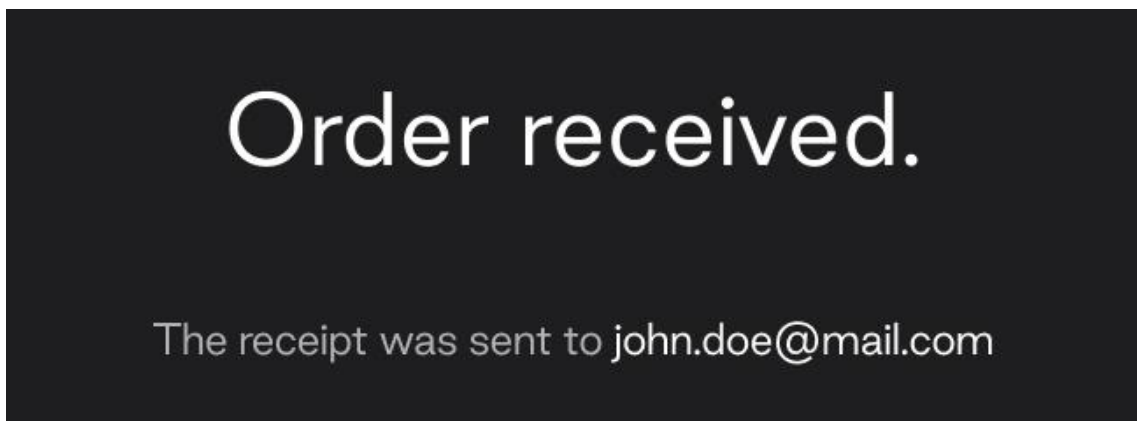 Order received.
The receipt was sent to john.doe@mail.com